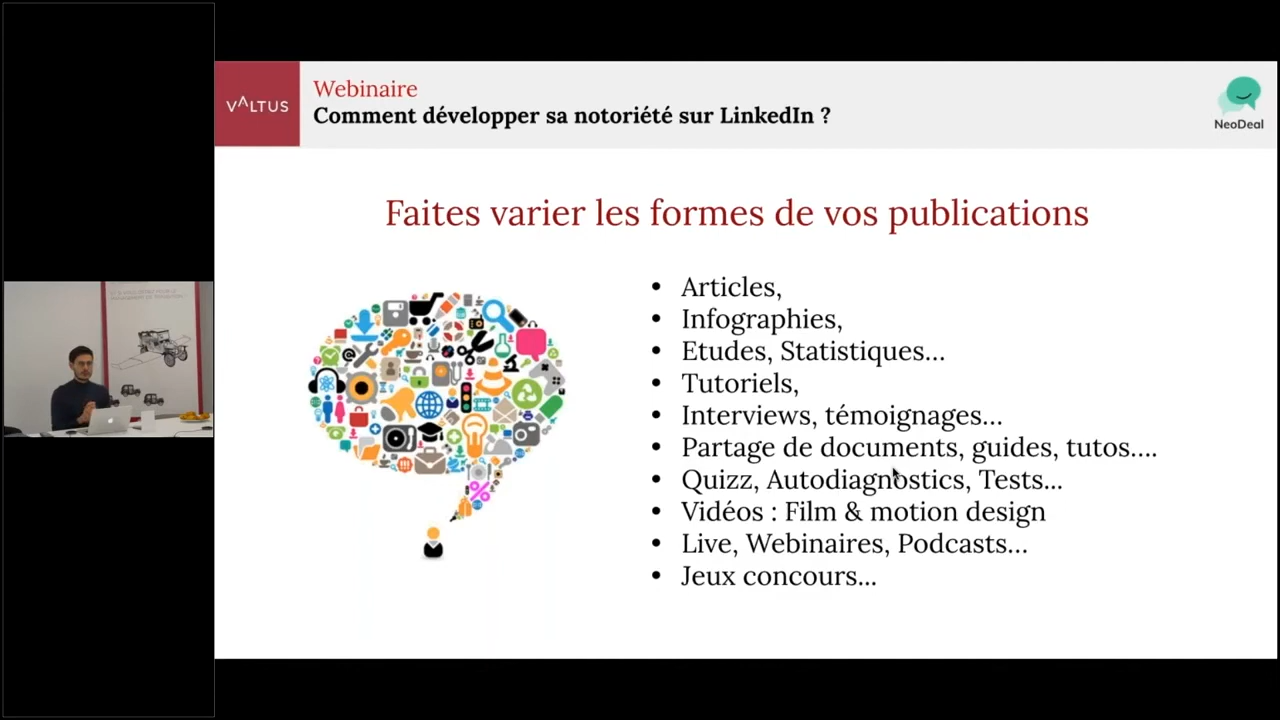 VALTUS
Webinaire
Comment développer sa notoriété sur LinkedIn ?
NeoDeal
Faites varier les formes de vos publications
• Articles,
• Infographies,
• Etudes, Statistiques...
• Tutoriels,
• Interviews, témoignages...
• Partage de documents, guides, tutos....
• Quizz, Autodiagnostics, Tests...
• Vidéos : Film & motion design
• Live, Webinaires, Podcasts...
• Jeux concours...